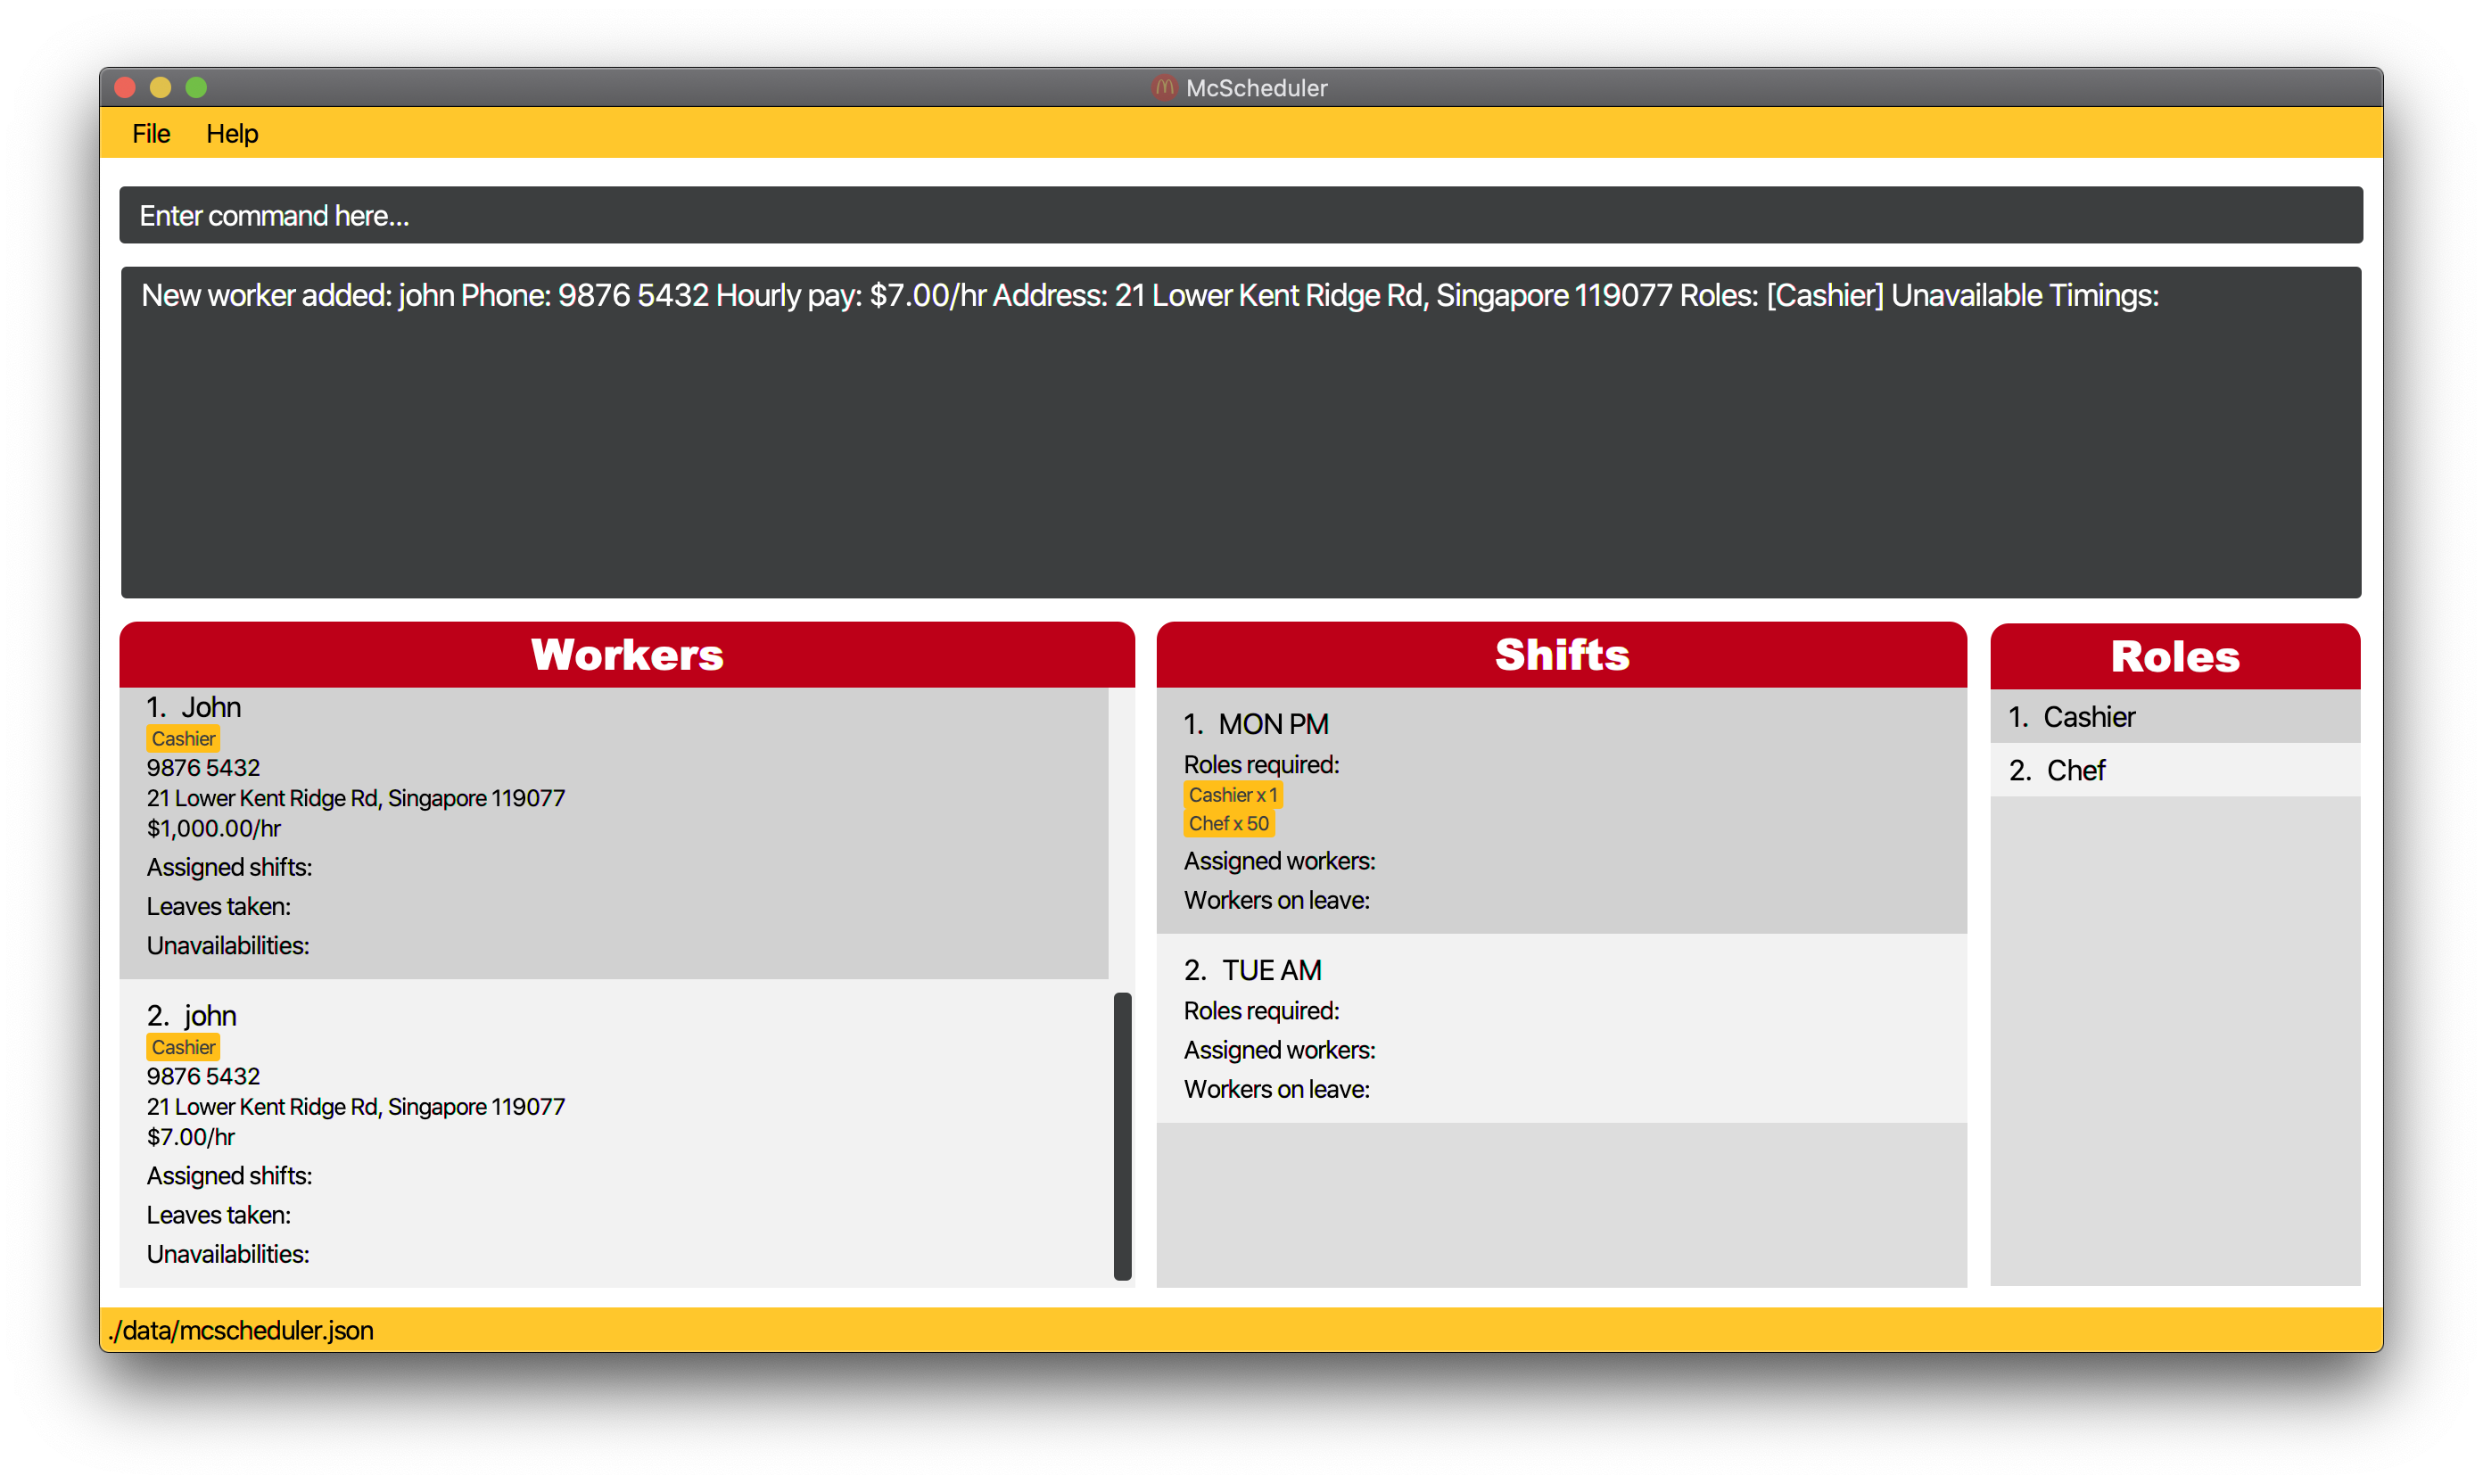 McScheduler
File Help
Enter command here...
New worker added: john Phone: 9876 5432 Hourly pay: $7.00/hr Address: 21 Lower Kent Ridge Rd, Singapore 119077 Roles: [Cashier] Unavailable Timings:
Workers
1. John
Cashier
9876 5432
21 Lower Kent Ridge Rd, Singapore 119077
$1,000.00/hr
Assigned shifts:
Leaves taken:
Unavailabilities:
2. john
Cashier
9876 5432
21 Lower Kent Ridge Rd, Singapore 119077
$7.00/hr
Assigned shifts:
Leaves taken:
Unavailabilities:
Shifts
1. MON PM
Roles required:
Cashier x 1
Chef x 50
Assigned workers:
Workers on leave:
2. TUE AM
Roles required:
Assigned workers:
Workers on leave:
Roles
1. Cashier
2. Chef
./data/mcscheduler.json